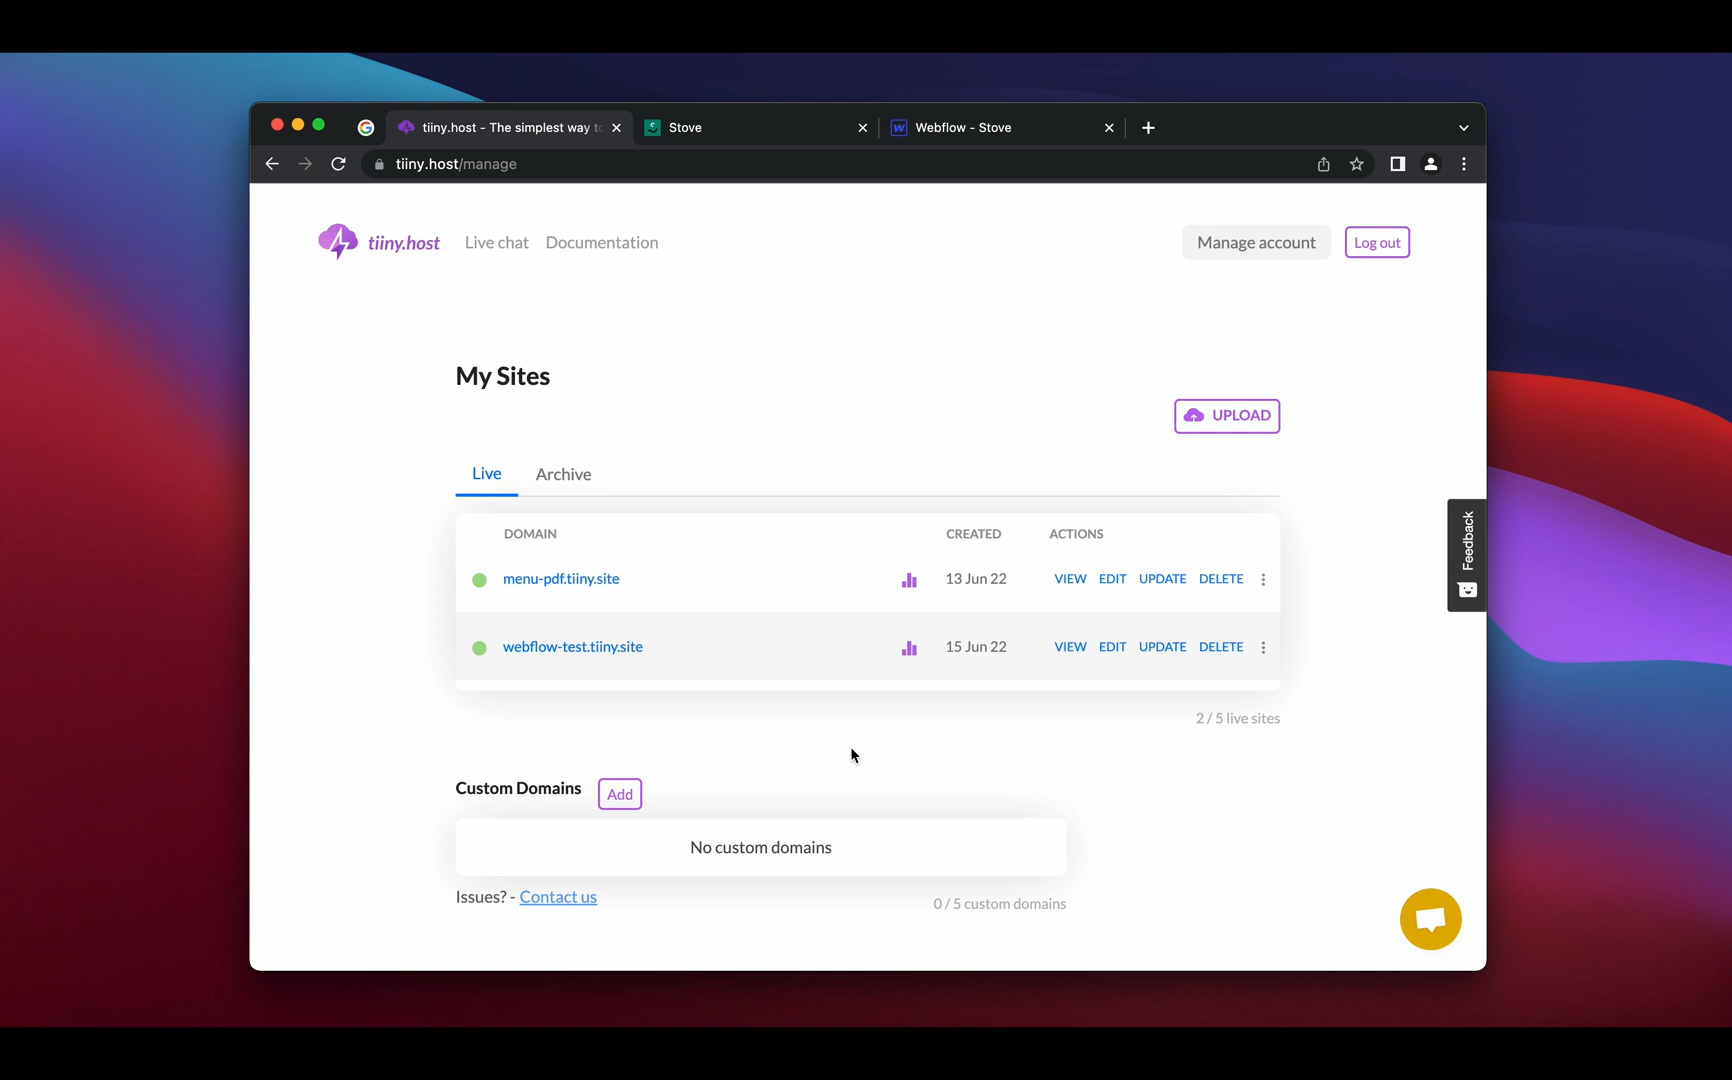 tiiny.host - The simplest way to
Stove
Webflow - Stove
tiiny.host/manage
tiiny.host
Live chat
Documentation
Manage account
Log out
My Sites
UPLOAD
Live
Archive
DOMAIN
CREATED
ACTIONS
menu-pdf.tiiny.site
13 Jun 22
VIEW EDIT UPDATE DELETE
webflow-test.tiiny.site
15 Jun 22
VIEW EDIT UPDATE DELETE
2 / 5 live sites
Feedback
Custom Domains
Add
No custom domains
Issues? - Contact us
0 / 5 custom domains